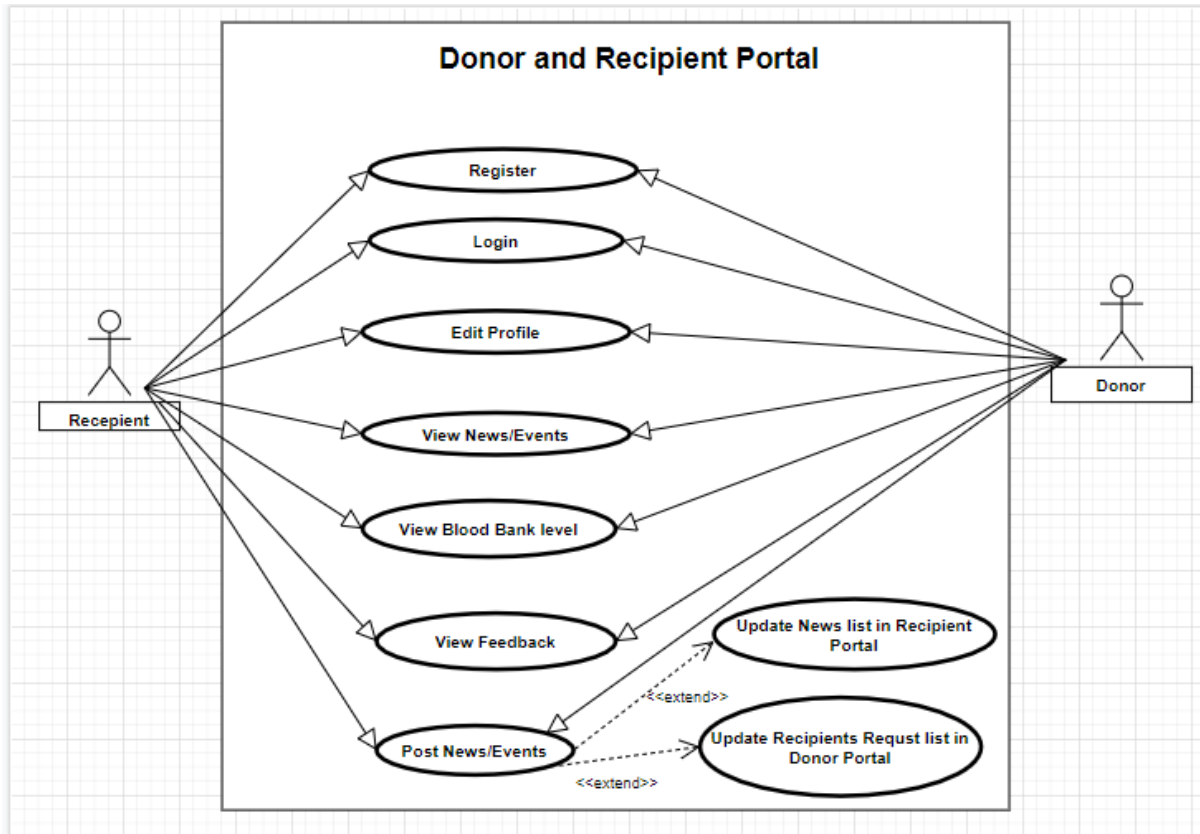 Donor and Recipient Portal
Register
Login
Edit Profile
Recepient
Donor
View News/Events
View Blood Bank level
View Feedback
Update News list in Recipient
Portal
<<extend>>
Post News/Events
Update Recipients Requst list in
Donor Portal
<<extend>>